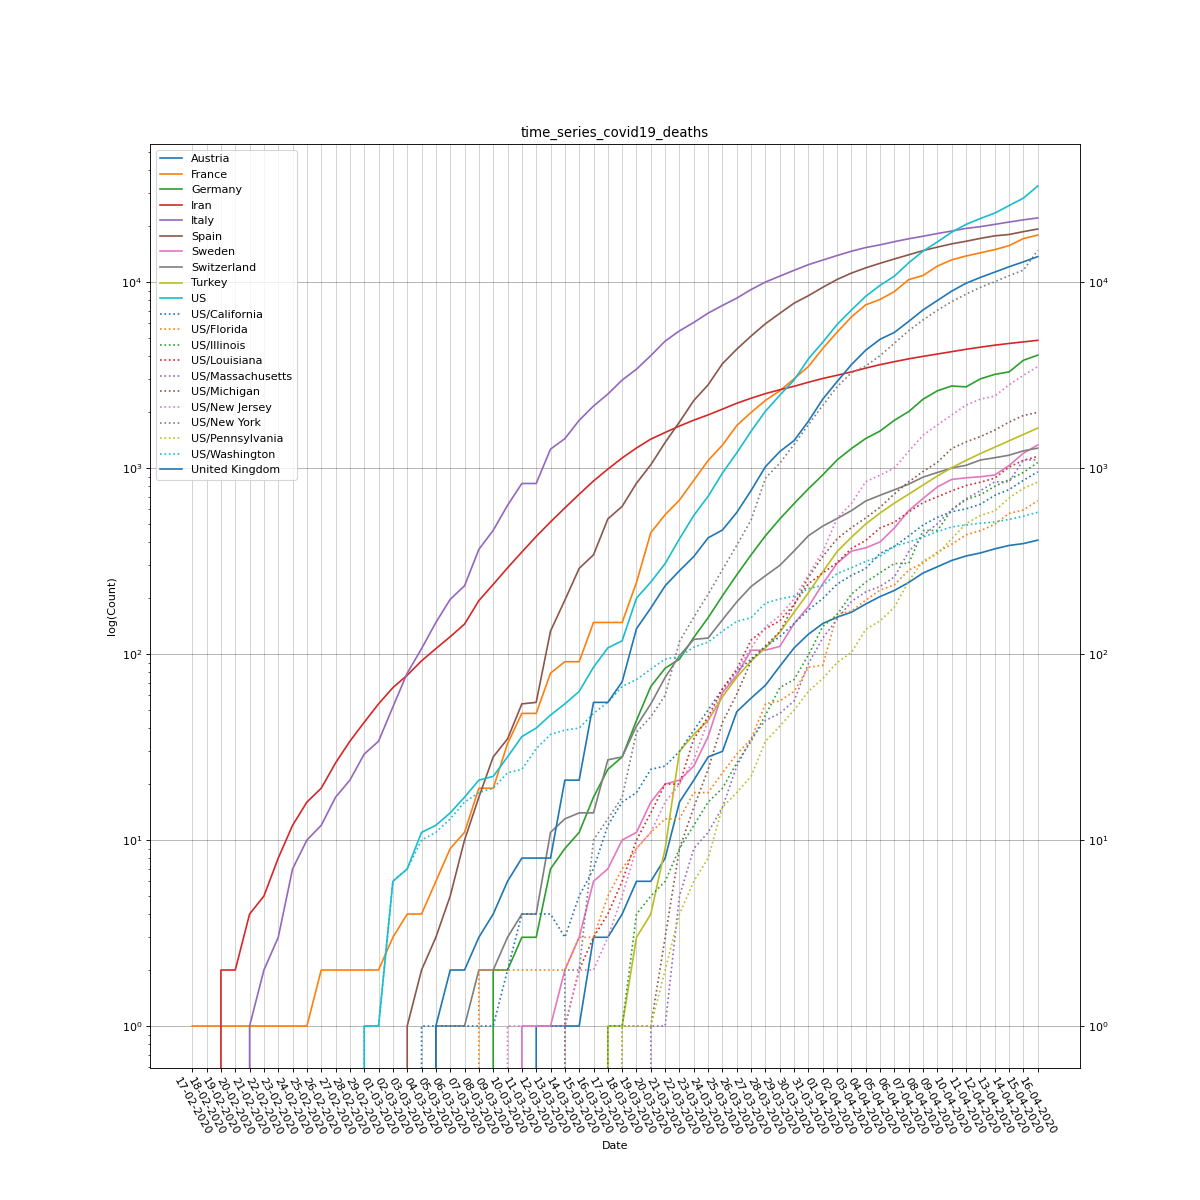 time_series_covid19_deaths
Austria
France
Germany
Iran
Italy
Spain
Sweden
Switzerland
Turkey
US
US/California
US/Florida
US/Illinois
US/Louisiana
US/Massachusetts
US/Michigan
US/New Jersey
US/New York
US/Pennsylvania
US/Washington
United Kingdom
log(Count)
10⁴
10³
10²
10¹
10⁰
10⁴
10³
10²
10¹
10⁰
17-02-2020
18-02-2020
19-02-2020
20-02-2020
21-02-2020
22-02-2020
23-02-2020
24-02-2020
25-02-2020
26-02-2020
27-02-2020
28-02-2020
29-02-2020
01-03-2020
02-03-2020
03-03-2020
04-03-2020
05-03-2020
06-03-2020
07-03-2020
08-03-2020
09-03-2020
10-03-2020
11-03-2020
12-03-2020
13-03-2020
14-03-2020
15-03-2020
16-03-2020
17-03-2020
18-03-2020
19-03-2020
20-03-2020
21-03-2020
22-03-2020
23-03-2020
24-03-2020
25-03-2020
26-03-2020
27-03-2020
28-03-2020
29-03-2020
30-03-2020
31-03-2020
01-04-2020
02-04-2020
03-04-2020
04-04-2020
05-04-2020
06-04-2020
07-04-2020
08-04-2020
09-04-2020
10-04-2020
11-04-2020
12-04-2020
13-04-2020
14-04-2020
15-04-2020
16-04-2020
Date